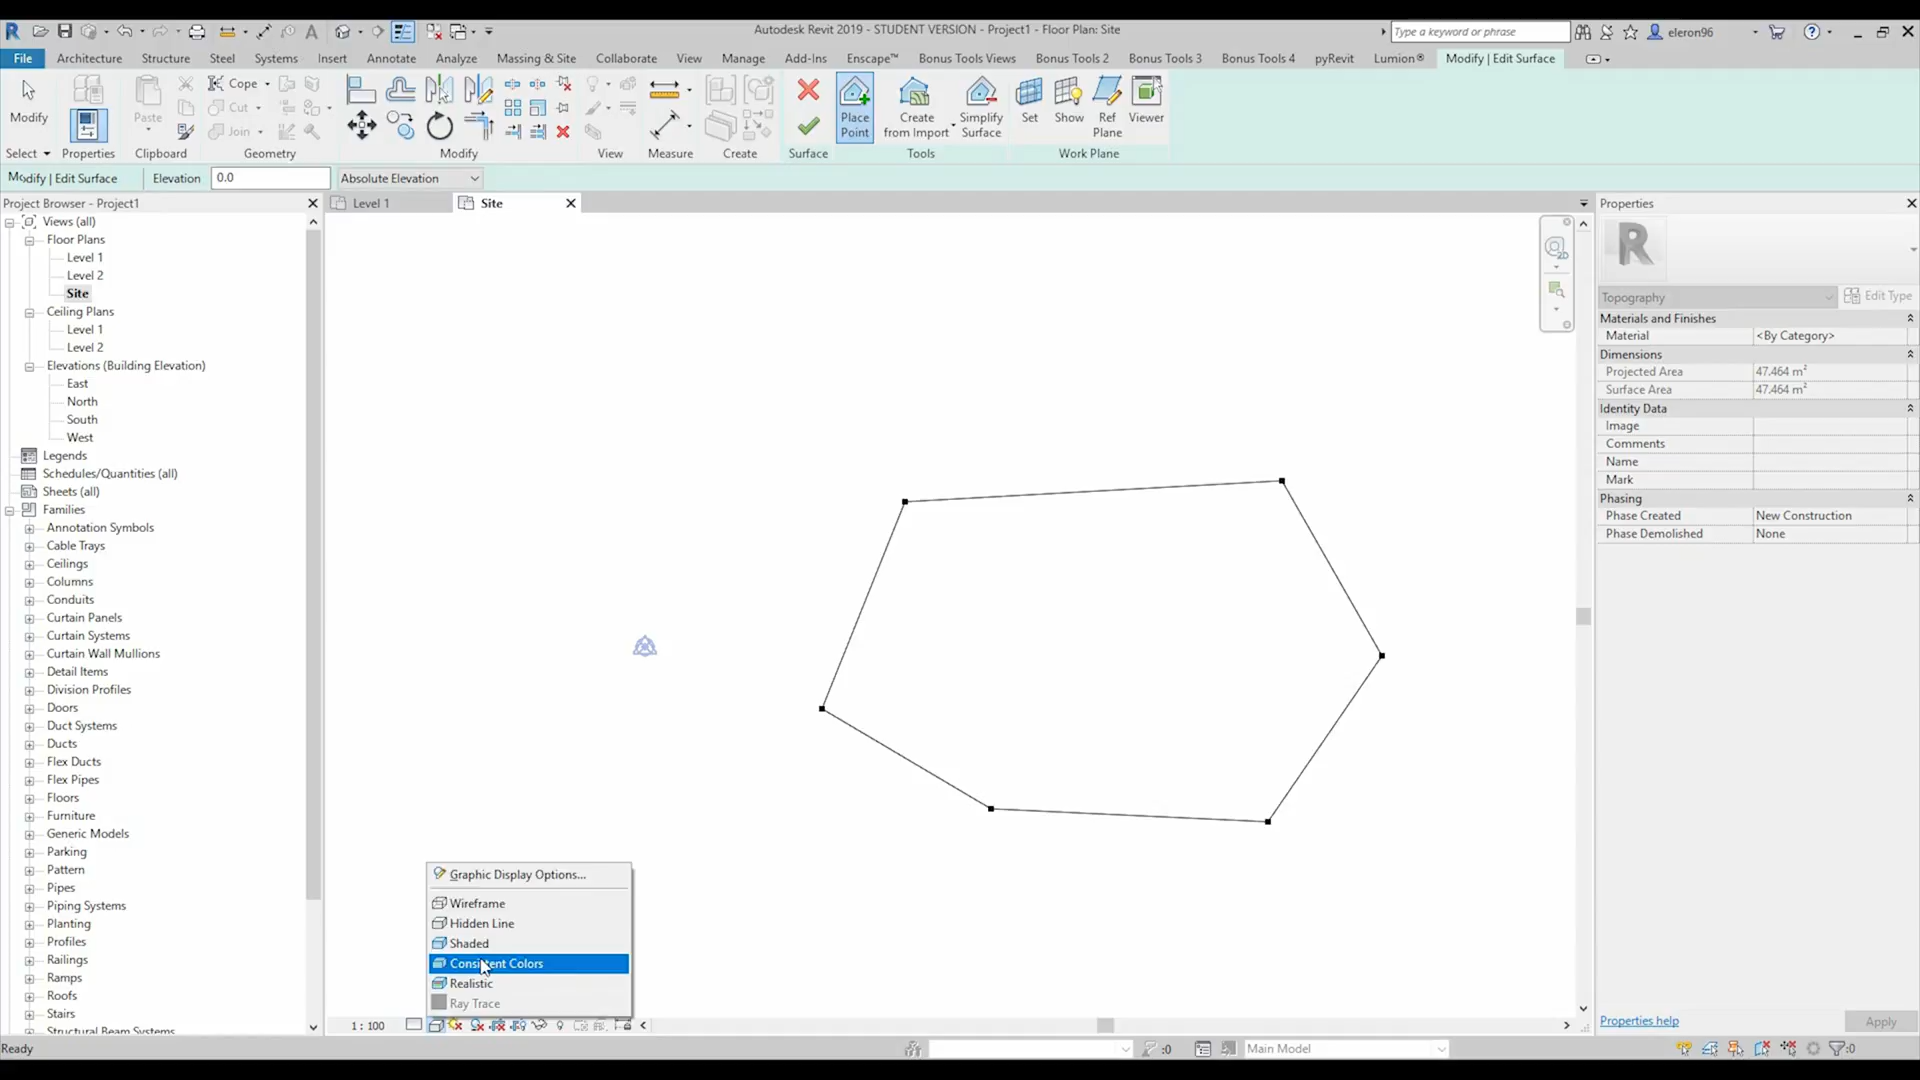 Autodesk Revit 2019 - STUDENT VERSION - Project1 - Floor Plan: Site
Type a keyword or phrase
eleron96
File
Architecture
Structure
Steel
Systems
Insert
Annotate
Analyze
Massing & Site
Collaborate
View
Manage
Add-Ins
Enscape™
Bonus Tools Views
Bonus Tools 2
Bonus Tools 3
Bonus Tools 4
pyRevit
Lumion®
Modify | Edit Surface
Modify
Paste
Cope
Cut
Join
Place Point
Create from Import
Simplify Surface
Set
Show
Ref Plane
Viewer
Select
Properties
Clipboard
Geometry
Modify
View
Measure
Create
Surface
Tools
Work Plane
Modify | Edit Surface
Elevation
0.0
Absolute Elevation
Project Browser - Project1
Level 1
Site
Properties
Views (all)
Floor Plans
Level 1
Level 2
Site
Ceiling Plans
Level 1
Level 2
Elevations (Building Elevation)
East
North
South
West
Legends
Schedules/Quantities (all)
Sheets (all)
Families
Annotation Symbols
Cable Trays
Ceilings
Columns
Conduits
Curtain Panels
Curtain Systems
Curtain Wall Mullions
Detail Items
Division Profiles
Doors
Duct Systems
Ducts
Flex Ducts
Flex Pipes
Floors
Furniture
Generic Models
Parking
Pattern
Pipes
Piping Systems
Planting
Profiles
Railings
Ramps
Roofs
Stairs
Structural Beam Systems
2D
R
Topography
Edit Type
Materials and Finishes
Material <By Category>
Dimensions
Projected Area 47.464 m²
Surface Area 47.464 m²
Identity Data
Image
Comments
Name
Mark
Phasing
Phase Created New Construction
Phase Demolished None
Graphic Display Options...
Wireframe
Hidden Line
Shaded
Consistent Colors
Realistic
Ray Trace
1 : 100
Properties help
Apply
Ready
:0
Main Model
:0